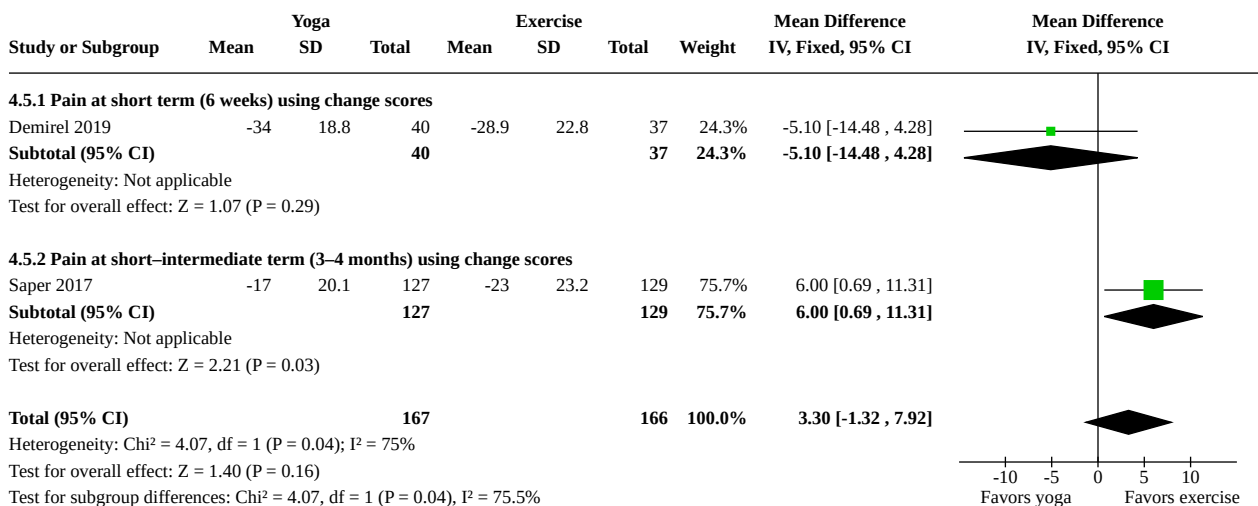 Yoga Exercise Mean Difference Mean Difference
Study or Subgroup Mean SD Total Mean SD Total Weight IV, Fixed, 95% CI IV, Fixed, 95% CI
4.5.1 Pain at short term (6 weeks) using change scores
Demirel 2019 -34 18.8 40 -28.9 22.8 37 24.3% -5.10 [-14.48 , 4.28]
Subtotal (95% CI) 40 37 24.3% -5.10 [-14.48 , 4.28]
Heterogeneity: Not applicable
Test for overall effect: Z = 1.07 (P = 0.29)
4.5.2 Pain at short–intermediate term (3–4 months) using change scores
Saper 2017 -17 20.1 127 -23 23.2 129 75.7% 6.00 [0.69 , 11.31]
Subtotal (95% CI) 127 129 75.7% 6.00 [0.69 , 11.31]
Heterogeneity: Not applicable
Test for overall effect: Z = 2.21 (P = 0.03)
Total (95% CI) 167 166 100.0% 3.30 [-1.32 , 7.92]
Heterogeneity: Chi² = 4.07, df = 1 (P = 0.04); I² = 75%
Test for overall effect: Z = 1.40 (P = 0.16)
-10 -5 0 5 10
Test for subgroup differences: Chi² = 4.07, df = 1 (P = 0.04), I² = 75.5%
Favors yoga Favors exercise